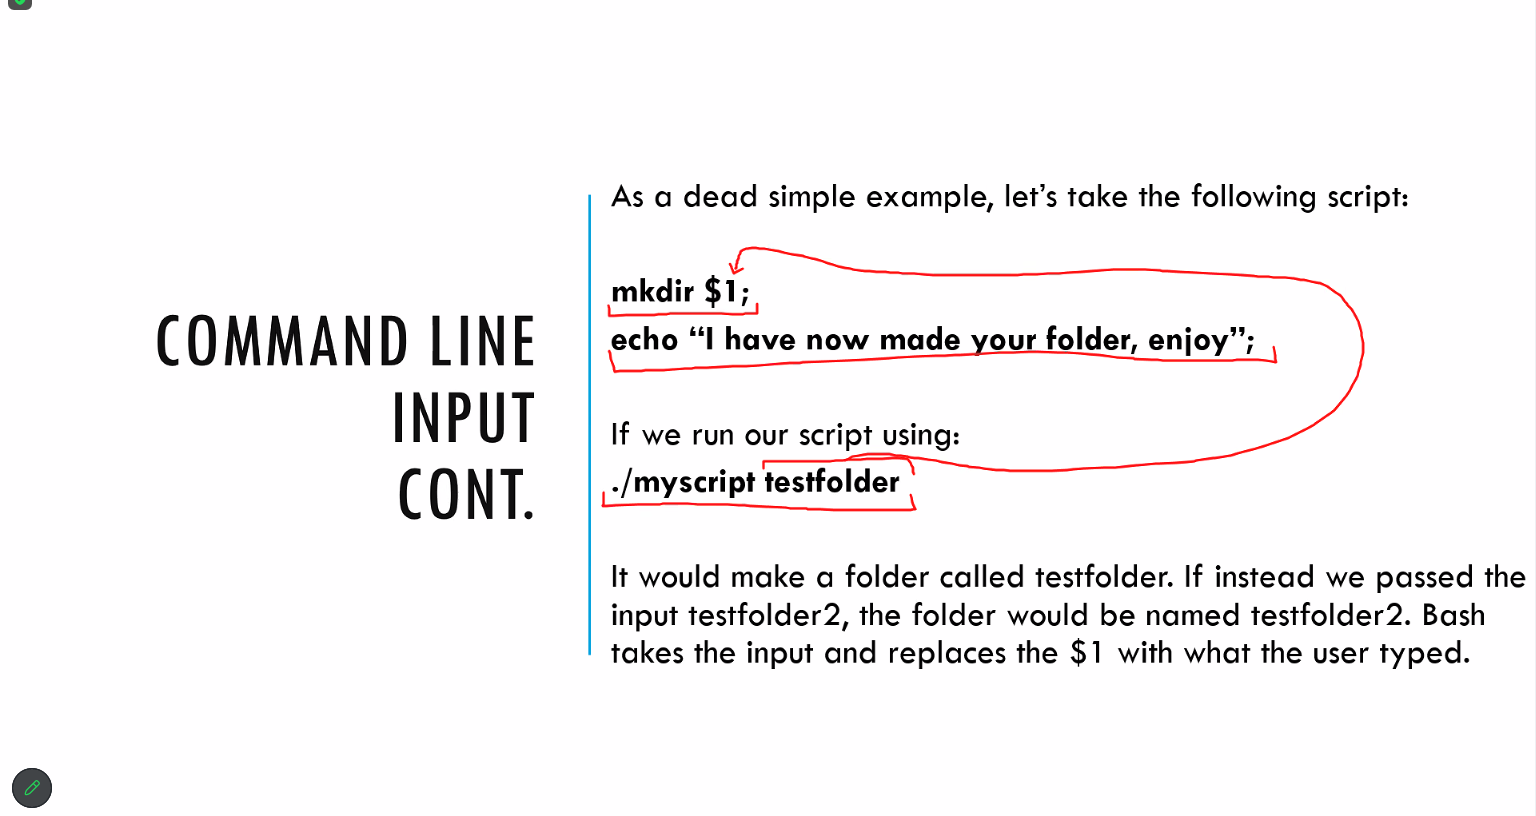 COMMAND LINE
INPUT
CONT.
As a dead simple example, let’s take the following script:
mkdir $1;
echo “I have now made your folder, enjoy”;
If we run our script using:
./myscript testfolder
It would make a folder called testfolder. If instead we passed the
input testfolder2, the folder would be named testfolder2. Bash
takes the input and replaces the $1 with what the user typed.